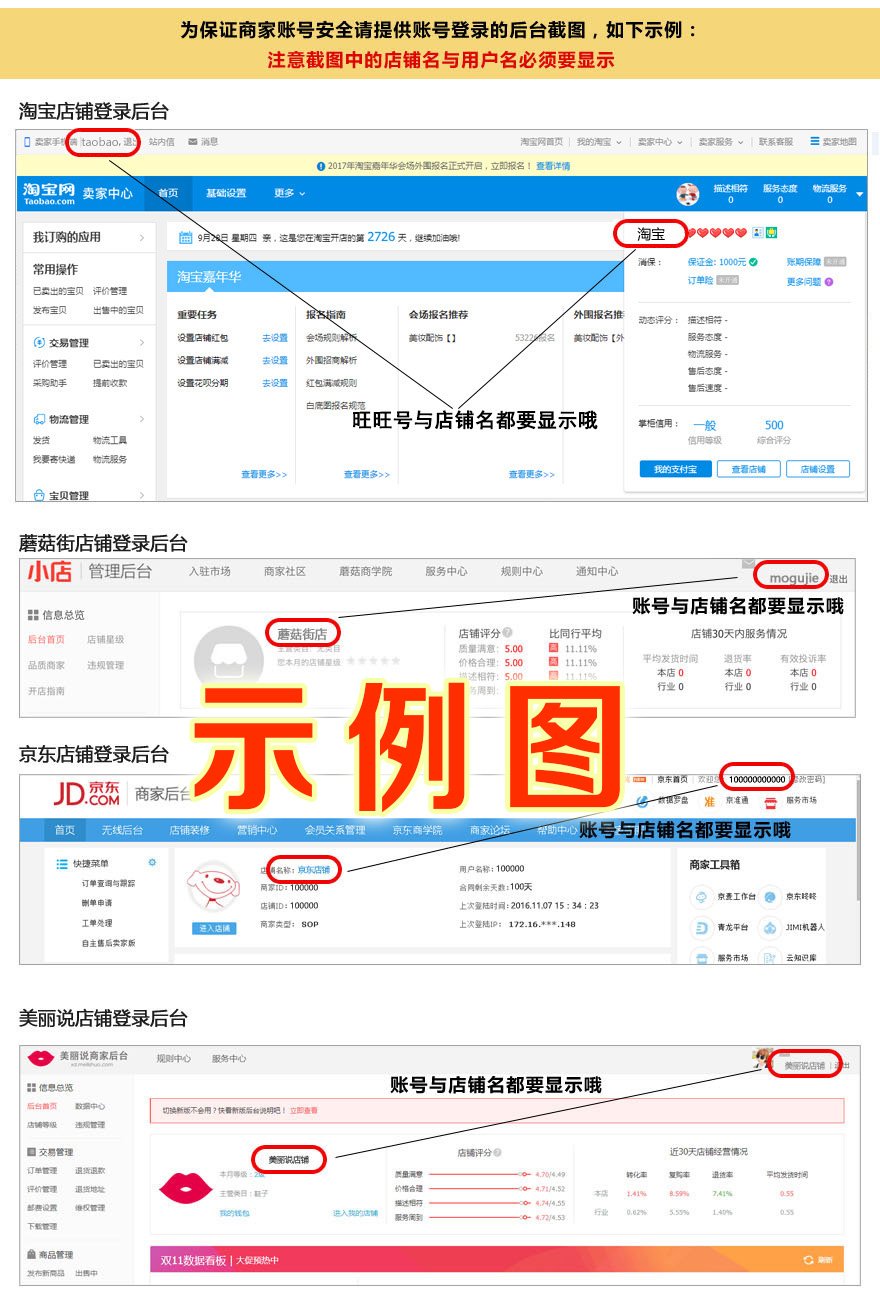 为保证商家账号安全请提供账号登录的后台截图，如下示例：
注意截图中的店铺名与用户名必须要显示
淘宝店铺登录后台
卖家手机端 taobao, 退出 站内信 消息 淘宝网首页 我的淘宝 卖家中心 卖家服务 联系客服 卖家地图
2017年淘宝嘉年华会场外围报名正式开启，立即报名！ 查看详情
淘宝网 Taobao.com 卖家中心 首页 基础设置 更多 描述相符 0 服务态度 0 物流服务 0
我订购的应用
9月28日 星期四 亲，这是您在淘宝开店的第 2726 天，继续加油哦!
淘宝
常用操作
已卖出的宝贝 评价管理
发布宝贝 出售中的宝贝
交易管理
评价管理 已卖出的宝贝
采购助手 提前收款
物流管理
发货 物流工具
我要寄快递 物流服务
宝贝管理
淘宝嘉年华
重要任务
设置店铺红包 去设置
设置店铺满减 去设置
设置花呗分期 去设置
查看更多>>
报名指南
会场规则解析
外围招商解析
红包满减规则
白底图报名规范
查看更多>>
会场报名推荐
美妆配饰【】 53226报名
查看更多>>
外围报名推
美妆配饰【外
消保： 保证金: 1000元 账期保障 未开通
订单险 未开通 更多问题
动态评分： 描述相符 -
服务态度 -
物流服务 -
售后态度 -
售后速度 -
掌柜信用： 一般 500
信用等级 综合评分
我的支付宝 查看店铺 店铺设置
旺旺号与店铺名都要显示哦
蘑菇街店铺登录后台
小店 管理后台 入驻市场 商家社区 蘑菇商学院 服务中心 规则中心 通知中心 mogujie 退出
账号与店铺名都要显示哦
信息总览
后台首页 店铺星级
品质商家 违规管理
开店指南
蘑菇街店
主营类目：无类目
您本月的店铺星级
店铺评分 比同行平均
质量满意: 5.00 高 11.11%
价格合理: 5.00 高 11.11%
描述相符: 5.00 高 11.11%
店铺30天内服务情况
平均发货时间 退货率 有效投诉率
本店 0 本店 0 本店 0
行业 0 行业 0 行业 0
示例图
京东店铺登录后台
JD 京东 .COM 商家后台
京东首页 欢迎您 100000000000 [修改密码]
数据罗盘 京准通 服务市场
首页 无线后台 店铺装修 营销中心 会员关系管理 京东商学院 商家论坛 帮助中心
账号与店铺名都要显示哦
快捷菜单
订单查询与跟踪
删单申请
工单处理
自主售后卖家版
进入店铺
店铺名称: 京东店铺
商家ID: 100000
店铺ID: 100000
商家类型: SOP
用户名称: 100000
合同剩余天数: 100天
上次登陆时间: 2016.11.07 15：34：23
上次登陆IP: 172.16.***.148
商家工具箱
京麦工作台 京东咚咚
青龙平台 JIMI机器人
服务市场 云知识库
美丽说店铺登录后台
美丽说商家后台 规则中心 服务中心 美丽说店铺 退出
xd.meilishuo.com
账号与店铺名都要显示哦
信息总览
后台首页 数据中心
店铺等级 违规管理
交易管理
订单管理 退货退款
评价管理 退货地址
邮费设置 维权管理
下载管理
商品管理
发布新商品 出售中
切换新版不会用？快看新版后台说明吧！ 立即查看
美丽说店铺
本月等级：2级
主营类目：鞋子
我的钱包 进入我的店铺
店铺评分
质量满意 4.70/4.49
价格合理 4.71/4.52
描述相符 4.74/4.55
服务周到 4.72/4.53
近30天店铺经营情况
转化率 复购率 退货率 平均发货时间
本店 1.41% 8.59% 7.41% 0.55
行业 0.62% 5.55% 1.40% 0.55
双11数据看板 | 大促预热中 刷新